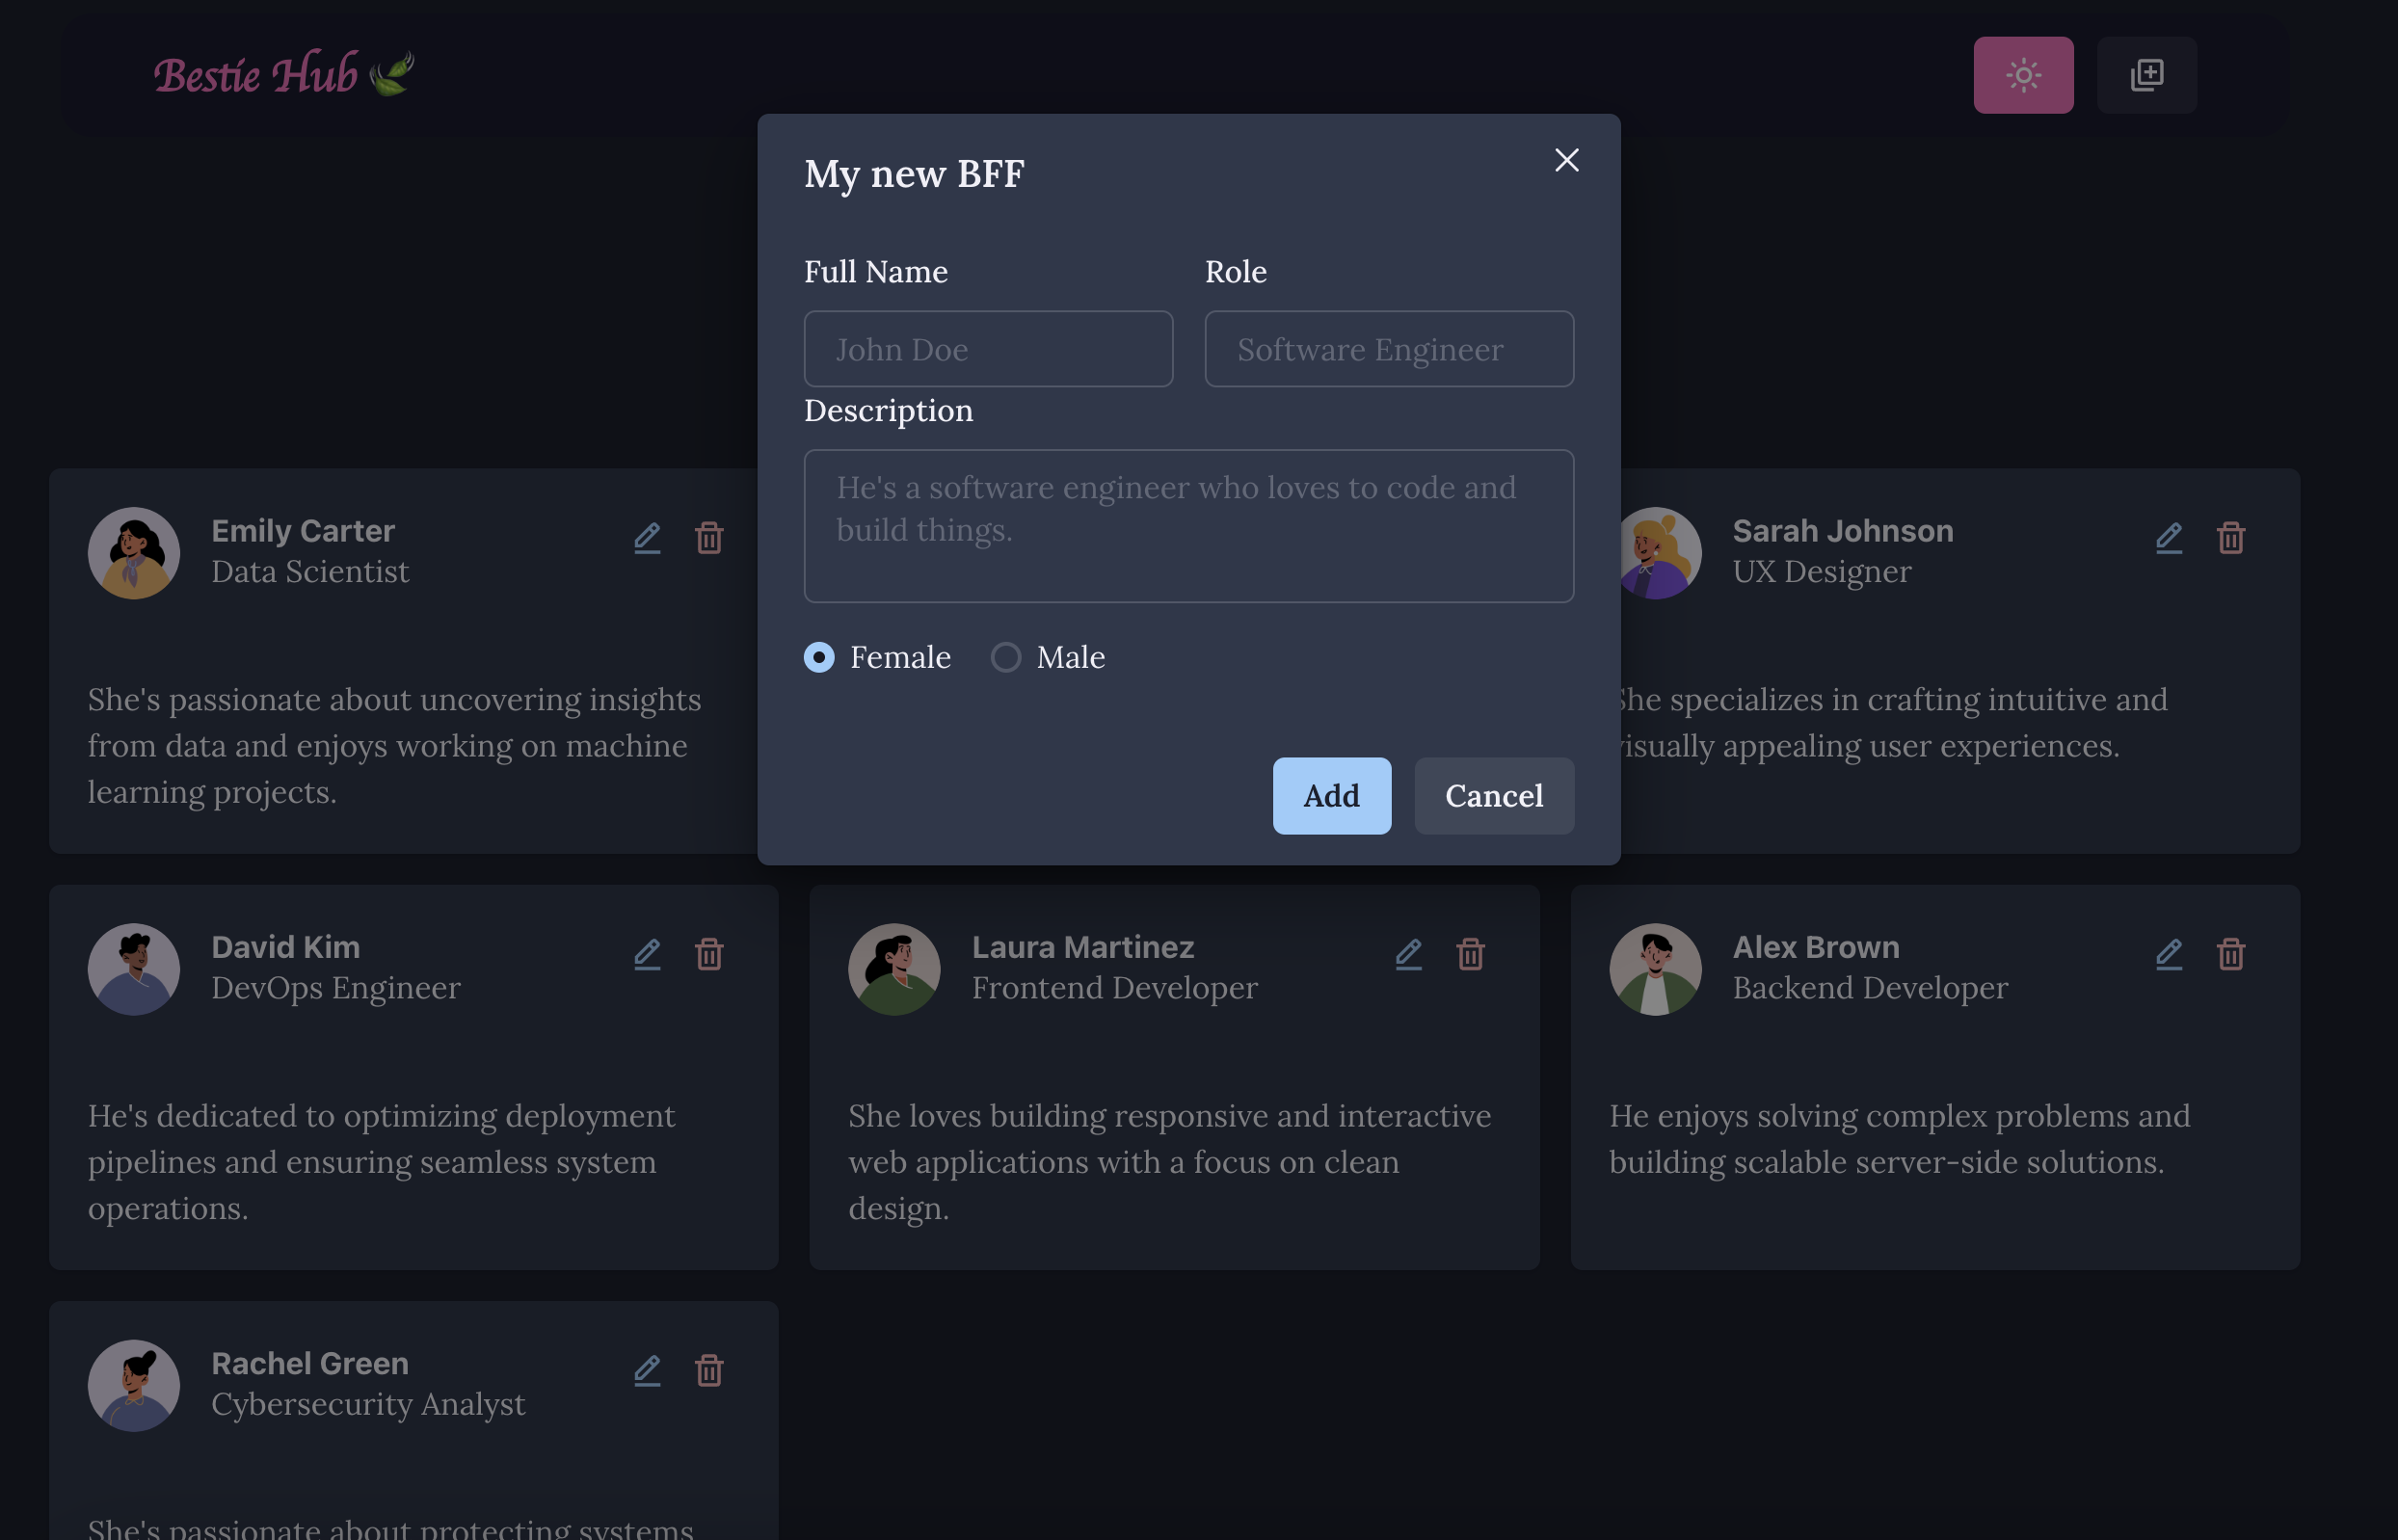 Bestie Hub
My new BFF
Full Name
Role
John Doe
Software Engineer
Description
He's a software engineer who loves to code and
build things.
Female
Male
Add
Cancel
Emily Carter
Data Scientist
She's passionate about uncovering insights
from data and enjoys working on machine
learning projects.
Sarah Johnson
UX Designer
She specializes in crafting intuitive and
visually appealing user experiences.
David Kim
DevOps Engineer
He's dedicated to optimizing deployment
pipelines and ensuring seamless system
operations.
Laura Martinez
Frontend Developer
She loves building responsive and interactive
web applications with a focus on clean
design.
Alex Brown
Backend Developer
He enjoys solving complex problems and
building scalable server-side solutions.
Rachel Green
Cybersecurity Analyst
She's passionate about protecting systems